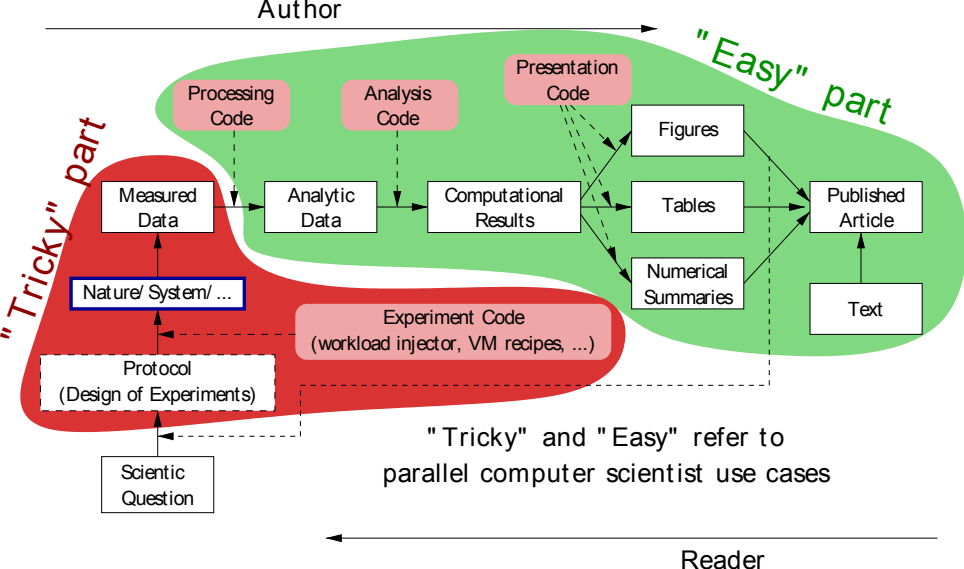 Author
"Easy" part
Presentation
Code
Processing
Code
Analysis
Code
Figures
"Tricky" part
Measured
Data
Analytic
Data
Computational
Results
Tables
Published
Article
Nature/ System/ ...
Numerical
Summaries
Text
Experiment Code
(workload injector, VM recipes, ...)
Protocol
(Design of Experiments)
"Tricky" and "Easy" refer to
parallel computer scientist use cases
Scientic
Question
Reader